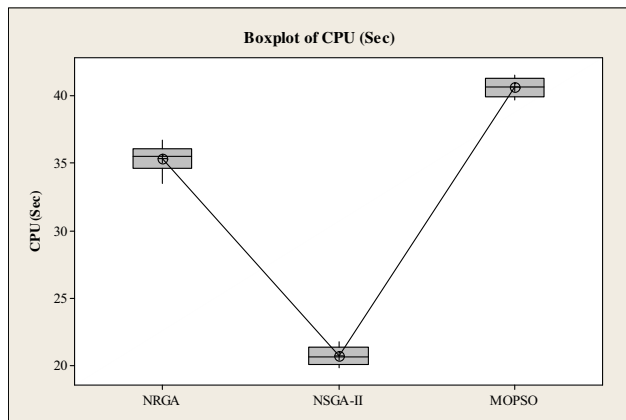 Boxplot of CPU (Sec)
40
35
30
25
20
CPU (Sec)
NRGA
NSGA-II
MOPSO